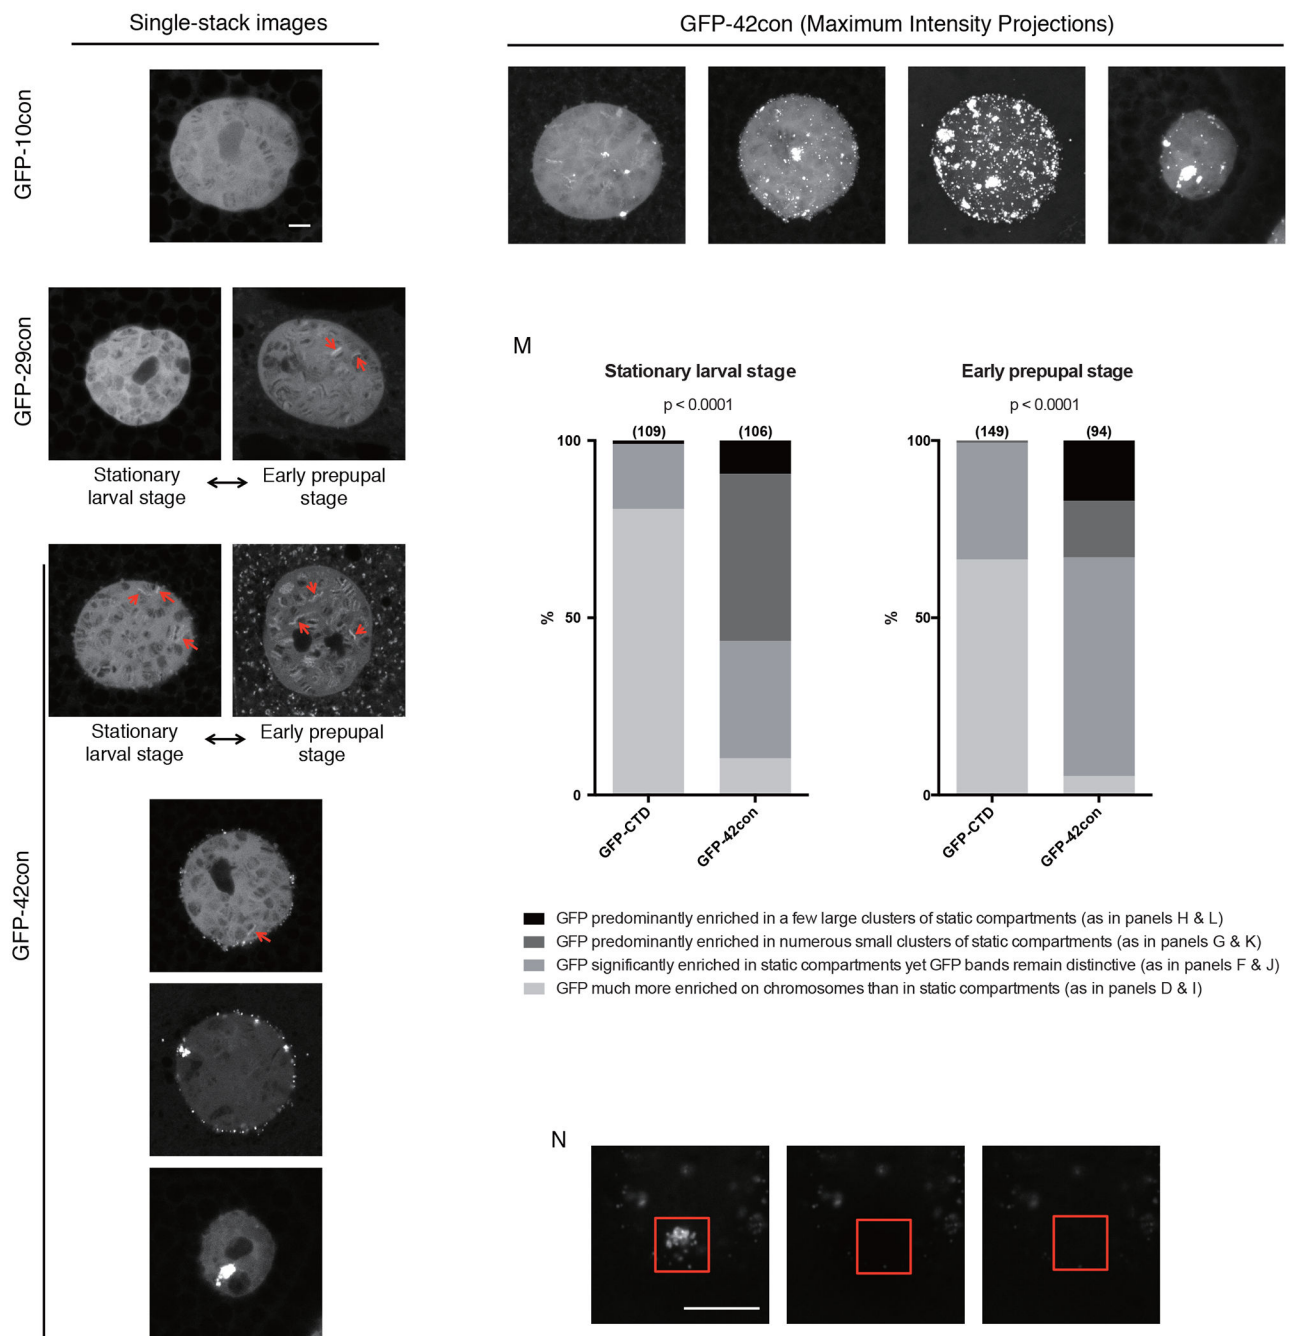 Single-stack images
GFP-42con (Maximum Intensity Projections)
GFP-10con
GFP-29con
Stationary
larval stage
Early prepupal
stage
GFP-42con
Stationary
larval stage
Early prepupal
stage
M
Stationary larval stage
p < 0.0001
(109)
(106)
100
50
0
%
GFP-CTD
GFP-42con
Early prepupal stage
p < 0.0001
(149)
(94)
100
50
0
%
GFP-CTD
GFP-42con
GFP predominantly enriched in a few large clusters of static compartments (as in panels H & L)
GFP predominantly enriched in numerous small clusters of static compartments (as in panels G & K)
GFP significantly enriched in static compartments yet GFP bands remain distinctive (as in panels F & J)
GFP much more enriched on chromosomes than in static compartments (as in panels D & I)
N